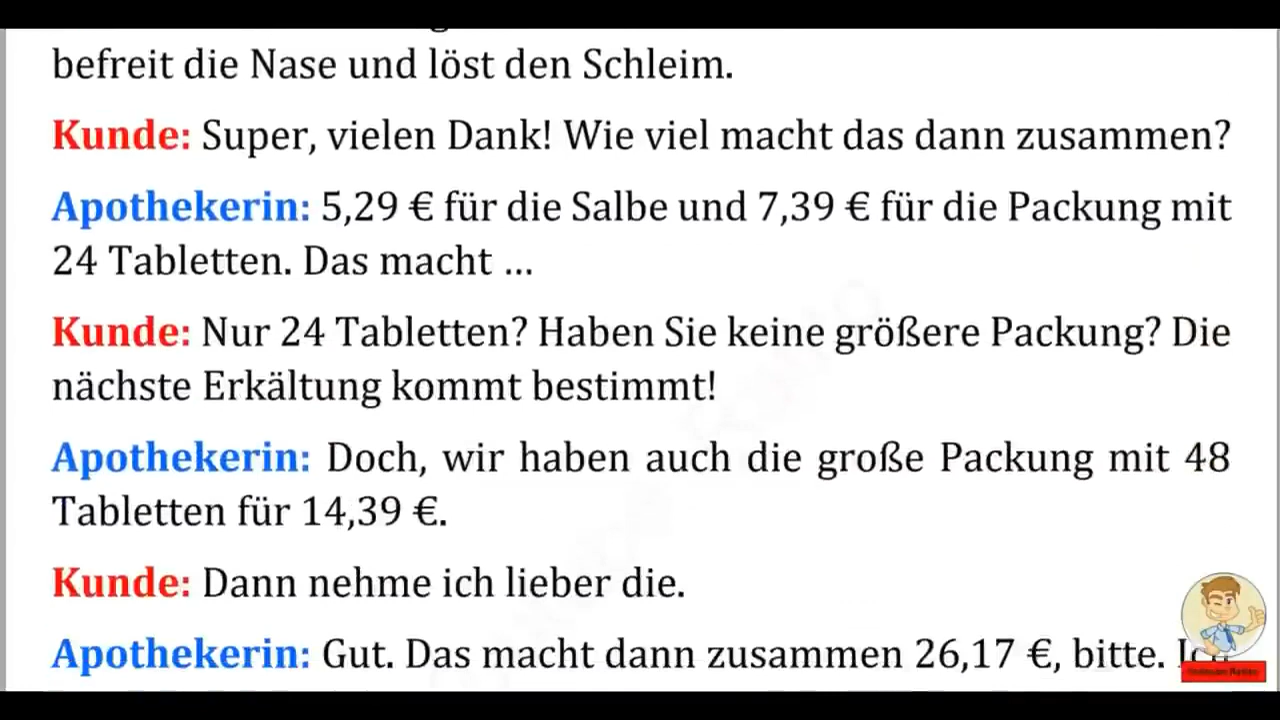 befreit die Nase und löst den Schleim.
Kunde: Super, vielen Dank! Wie viel macht das dann zusammen?
Apothekerin: 5,29 € für die Salbe und 7,39 € für die Packung mit
24 Tabletten. Das macht ...
Kunde: Nur 24 Tabletten? Haben Sie keine größere Packung? Die
nächste Erkältung kommt bestimmt!
Apothekerin: Doch, wir haben auch die große Packung mit 48
Tabletten für 14,39 €.
Kunde: Dann nehme ich lieber die.
Apothekerin: Gut. Das macht dann zusammen 26,17 €, bitte.